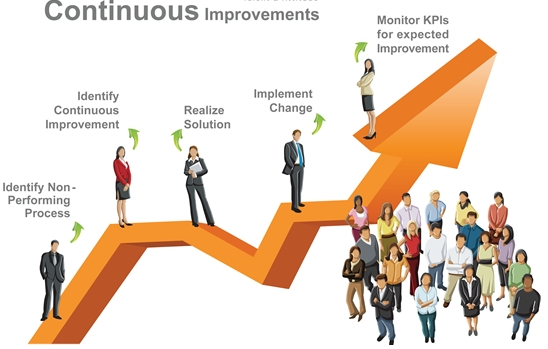 Continuous Improvements
Monitor KPIs
for expected
Improvement
Implement
Change
Identify
Continuous
Improvement
Realize
Solution
Identify Non-
Performing
Process